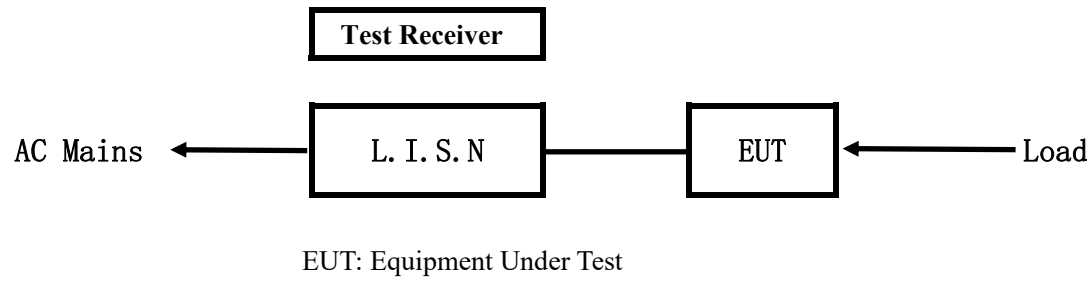 Test Receiver
AC Mains L.I.S.N EUT Load
EUT: Equipment Under Test